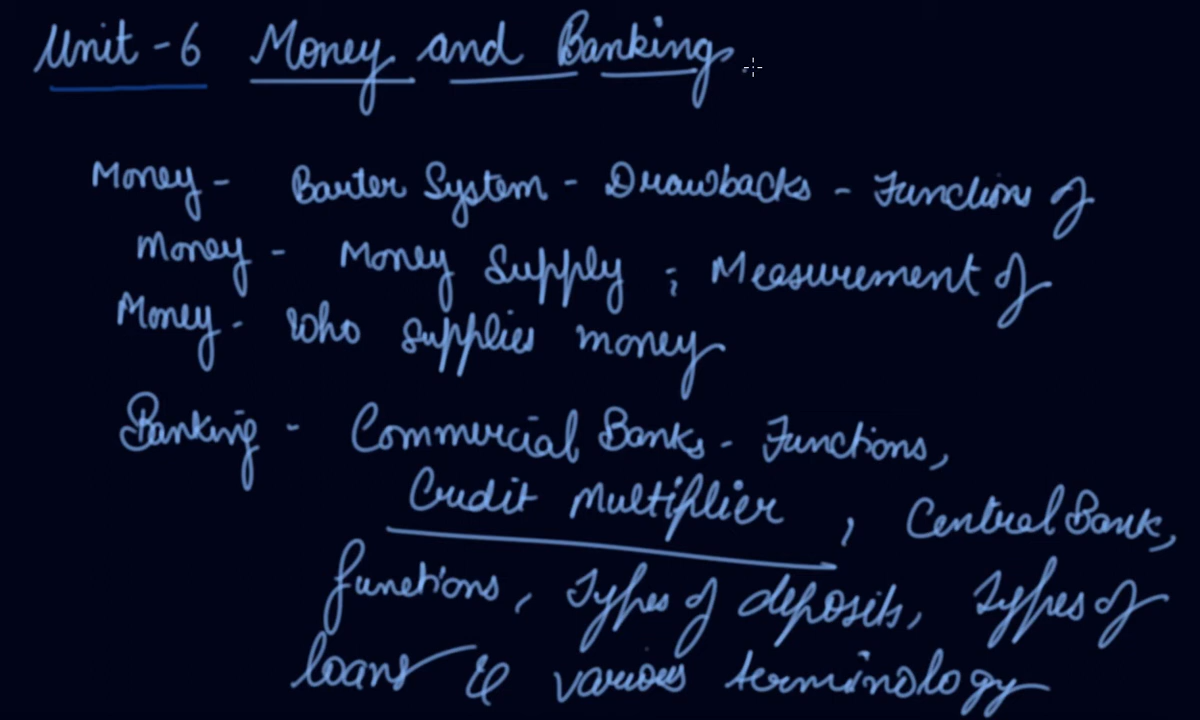 Unit - 6 Money and Banking
Money - Barter System - Drawbacks - Functions of
Money - Money Supply ; Measurement of
Money - Who supplies money
Banking - Commercial Banks - Functions,
Credit Multiplier , Central Bank,
functions, Types of deposits, Types of
loans & various terminology